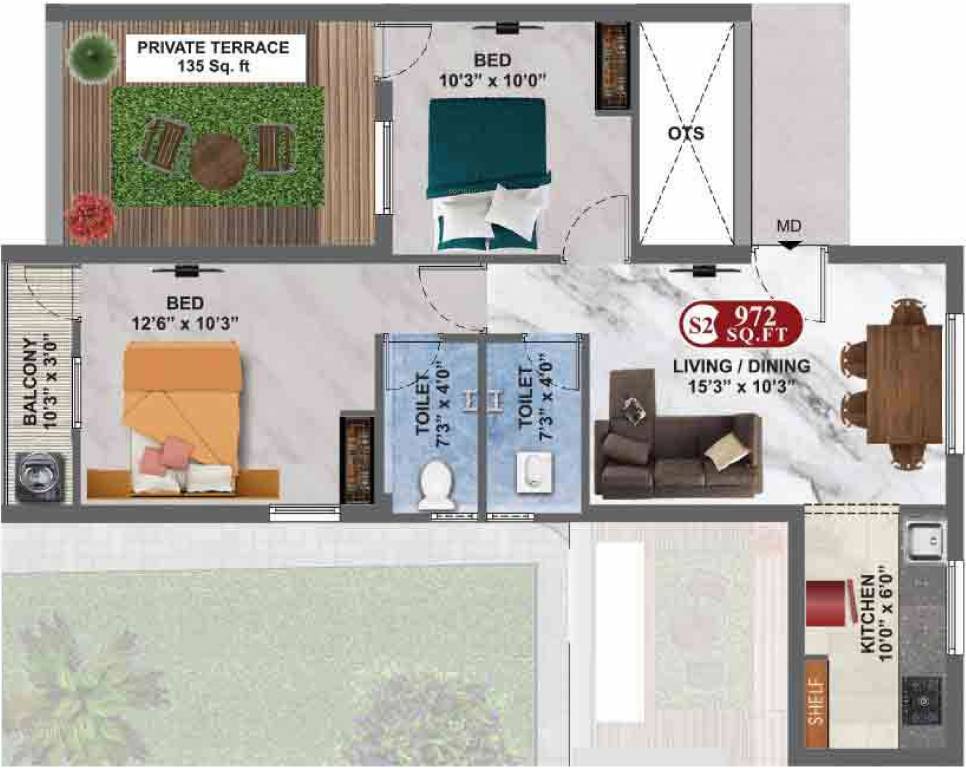 PRIVATE TERRACE
135 Sq. ft
BED
10'3" x 10'0"
OTS
MD
BED
12'6" x 10'3"
S2 972
SQ.FT
LIVING / DINING
15'3" x 10'3"
BALCONY
10'3" x 3'0"
TOILET
7'3" x 4'0"
TOILET
7'3" x 4'0"
KITCHEN
10'0" x 6'0"
SHELF